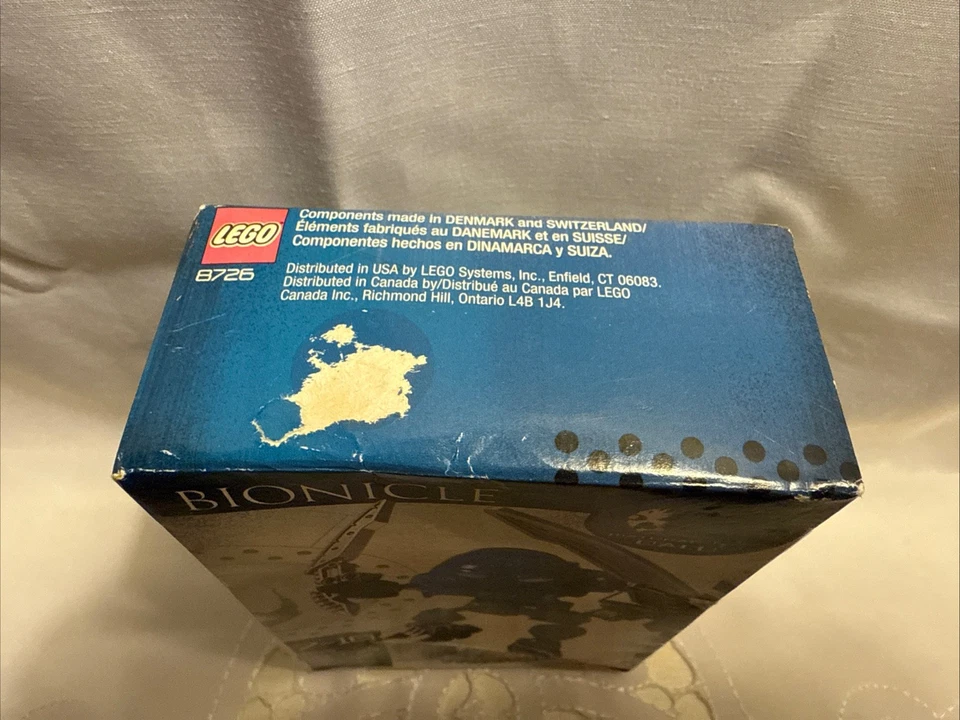 LEGO
8726
Components made in DENMARK and SWITZERLAND/
Éléments fabriqués au DANEMARK et en SUISSE/
Componentes hechos en DINAMARCA y SUIZA.
Distributed in USA by LEGO Systems, Inc., Enfield, CT 06083.
Distributed in Canada by/Distribué au Canada par LEGO
Canada Inc., Richmond Hill, Ontario L4B 1J4.
BIONICLE